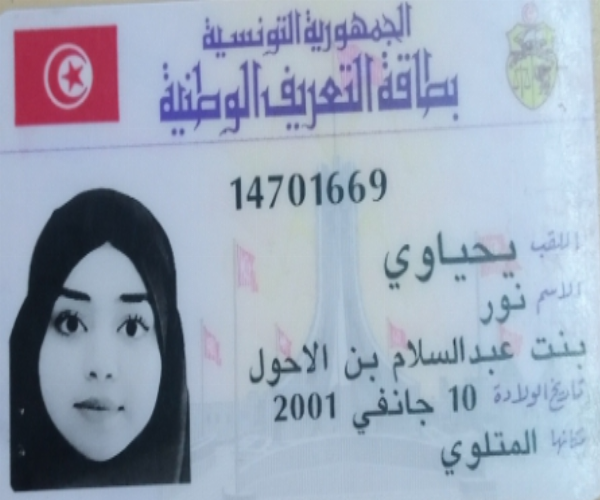 الجمهورية التونسية
بطاقة التعريف الوطنية
14701669
اللقب يحياوي
الاسم نور
بنت عبدالسلام بن الاحول
تاريخ الولادة 10 جانفي 2001
مكانها المتلوي